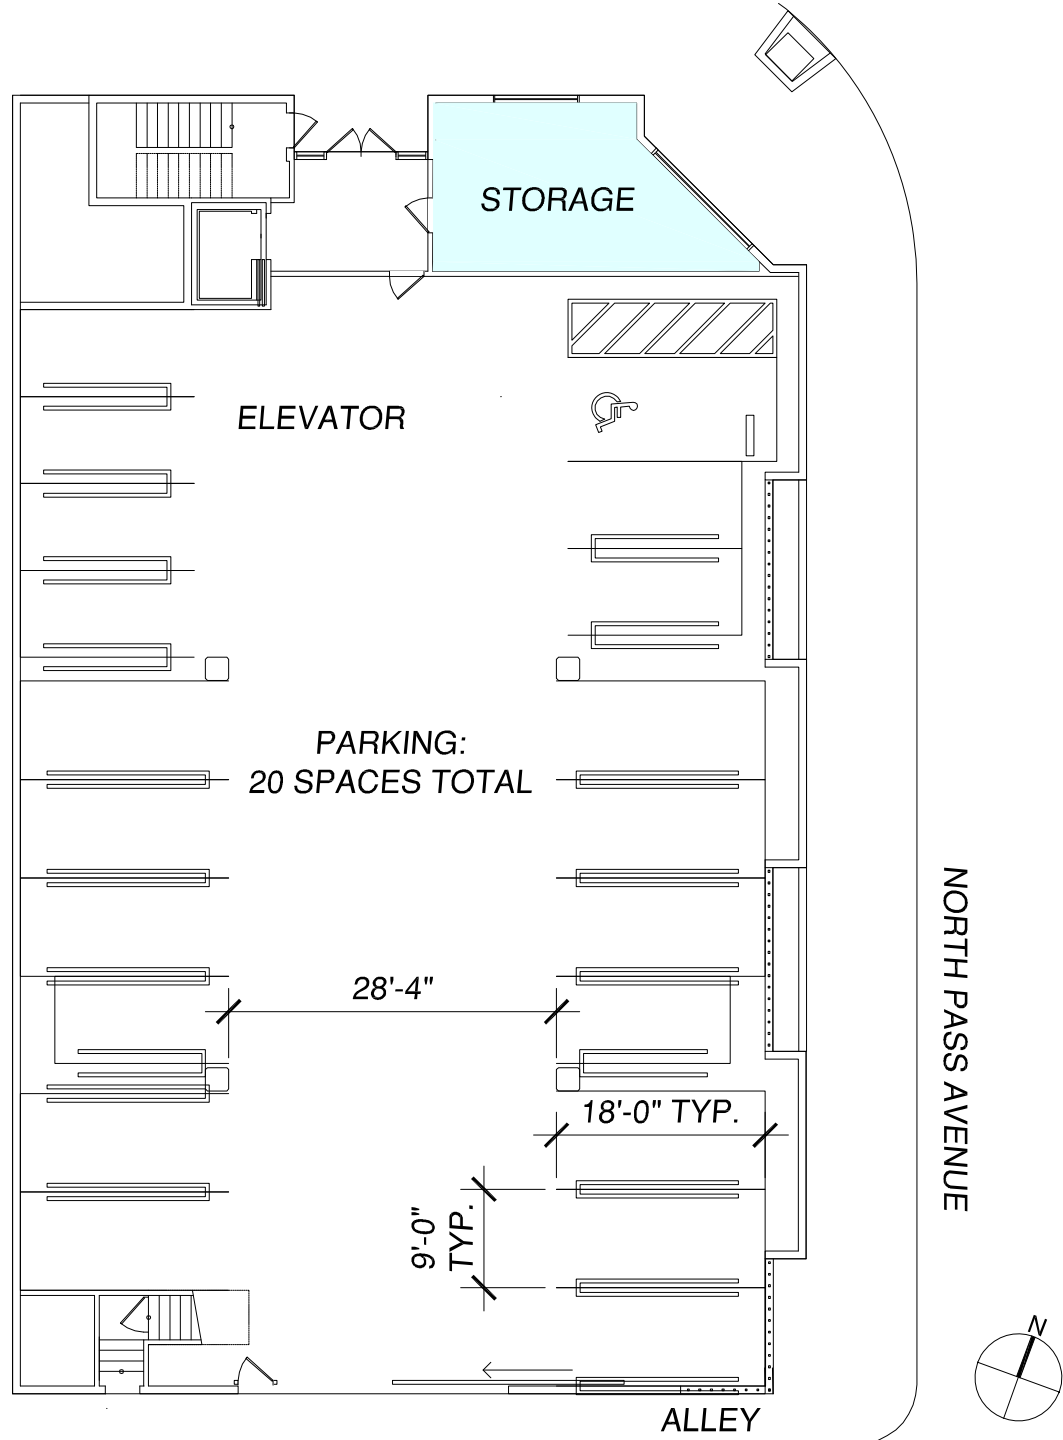 STORAGE
ELEVATOR
PARKING:
20 SPACES TOTAL
28'-4"
18'-0" TYP.
9'-0"
TYP.
NORTH PASS AVENUE
N
ALLEY